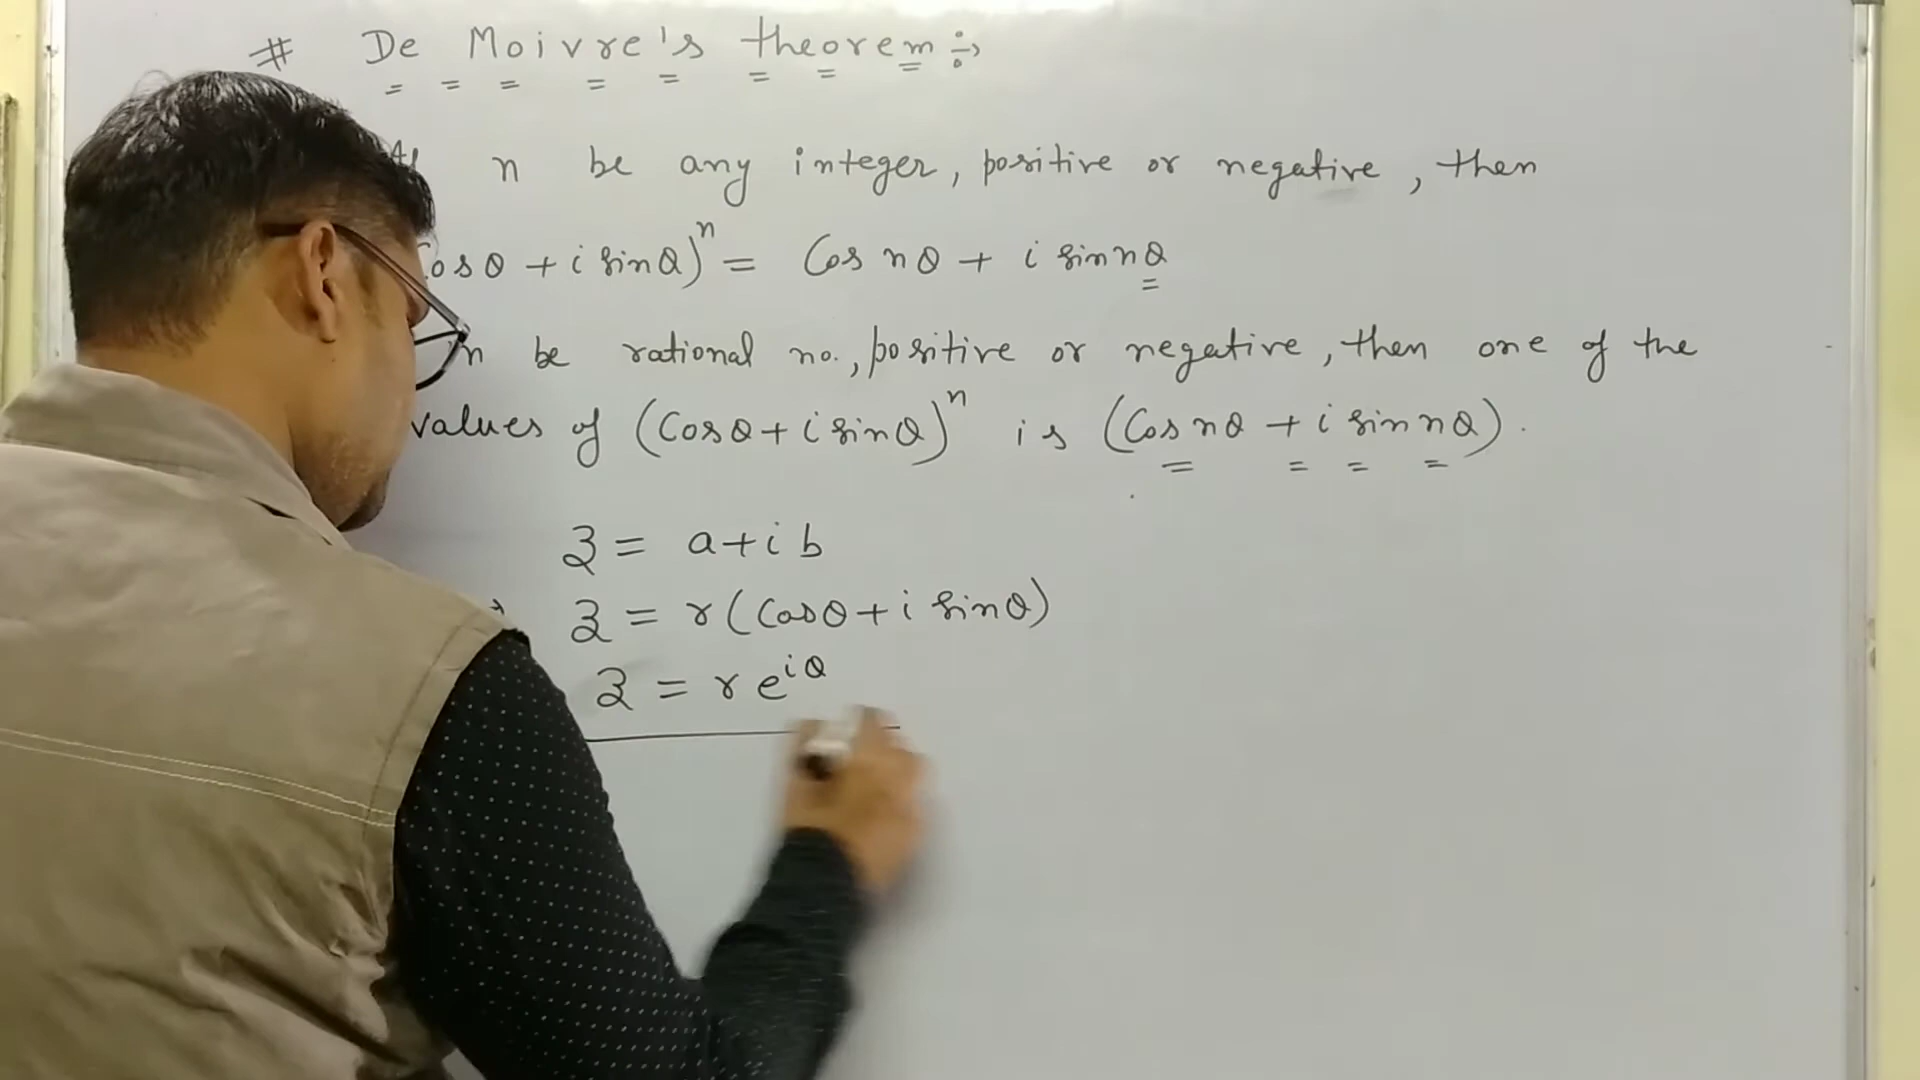 # De Moivre's theorem :→
If n be any integer, positive or negative, then
cosθ + i sinθ)ⁿ = Cos nθ + i sin nθ
n be rational no., positive or negative, then one of the
values of (Cosθ + i sinθ)ⁿ is (Cos nθ + i sin nθ).
z = a + i b
z = r (Cosθ + i sinθ)
z = r e^{iθ}